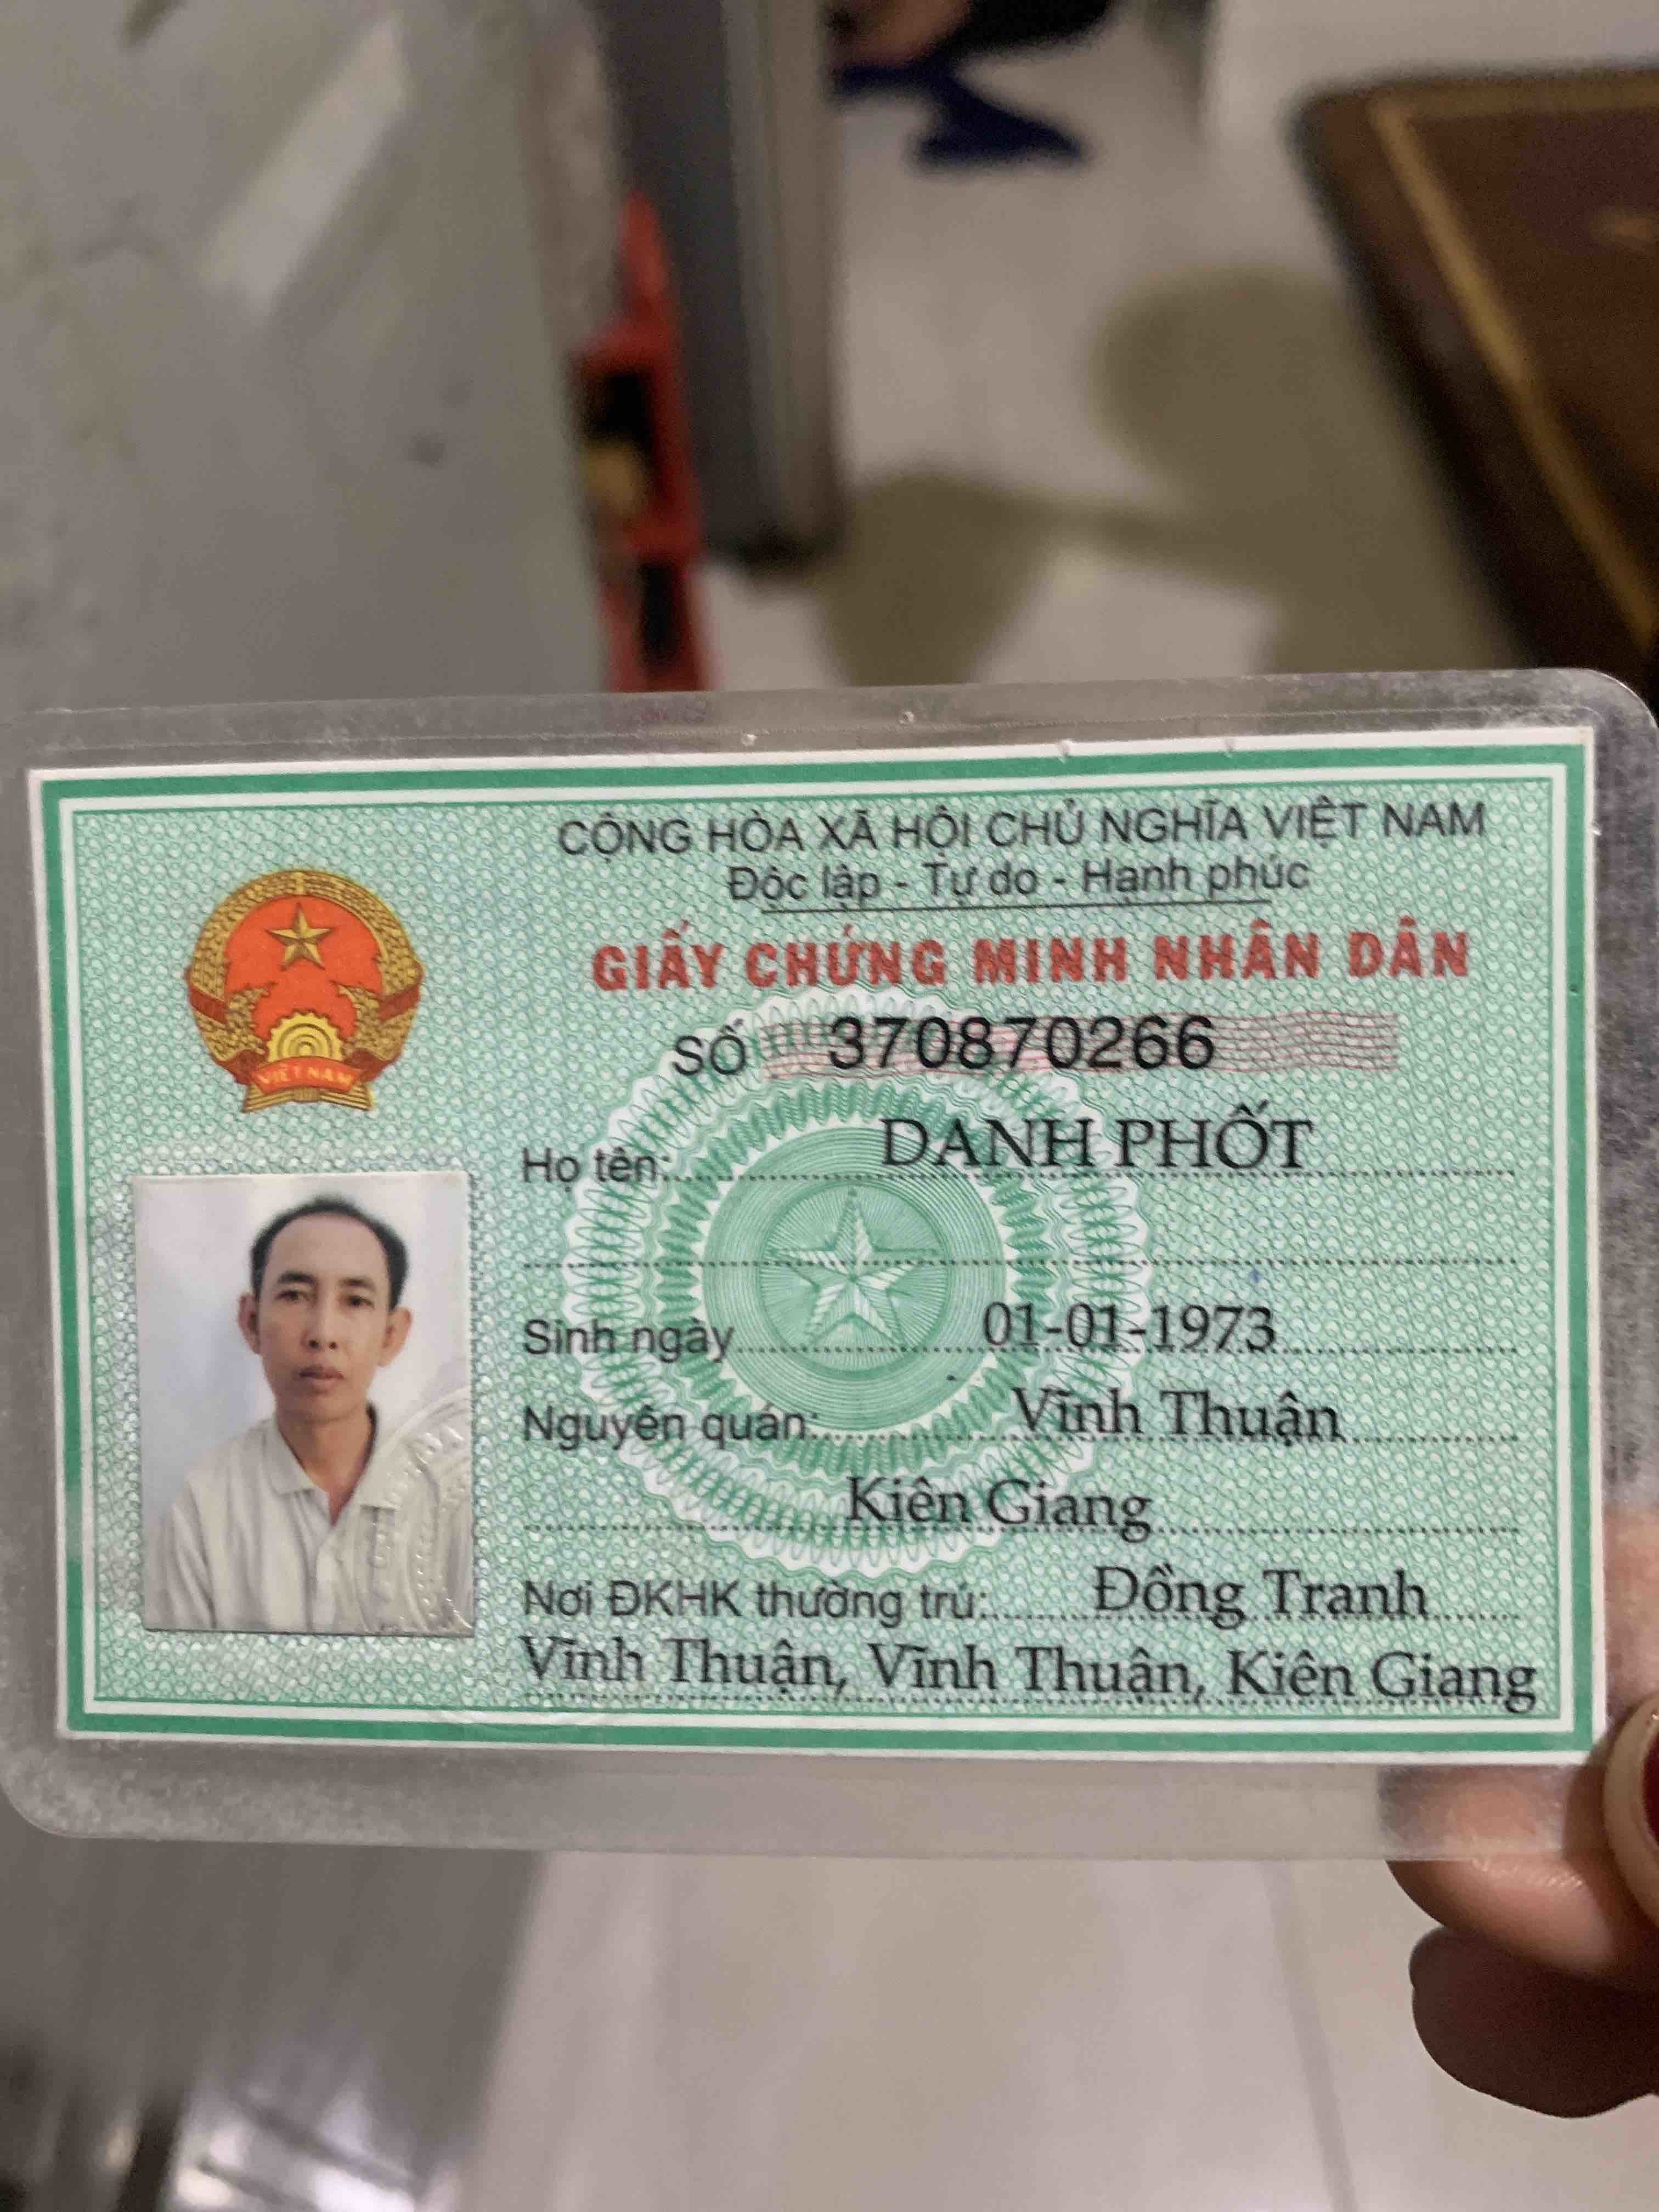 CỘNG HÒA XÃ HỘI CHỦ NGHĨA VIỆT NAM
Độc lập - Tự do - Hạnh phúc
GIẤY CHỨNG MINH NHÂN DÂN
SỐ 370870266
VIỆT NAM
Họ tên: DANH PHỐT
Sinh ngày 01-01-1973
Nguyên quán: Vĩnh Thuận
Kiên Giang
Nơi ĐKHK thường trú: Đồng Tranh
Vĩnh Thuận, Vĩnh Thuận, Kiên Giang